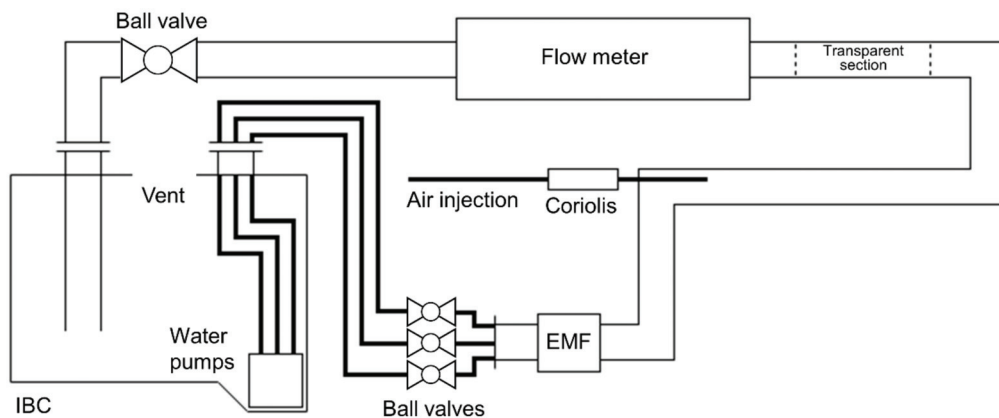 Ball valve
Flow meter
Transparent
section
Vent
Air injection
Coriolis
Water
pumps
EMF
IBC
Ball valves